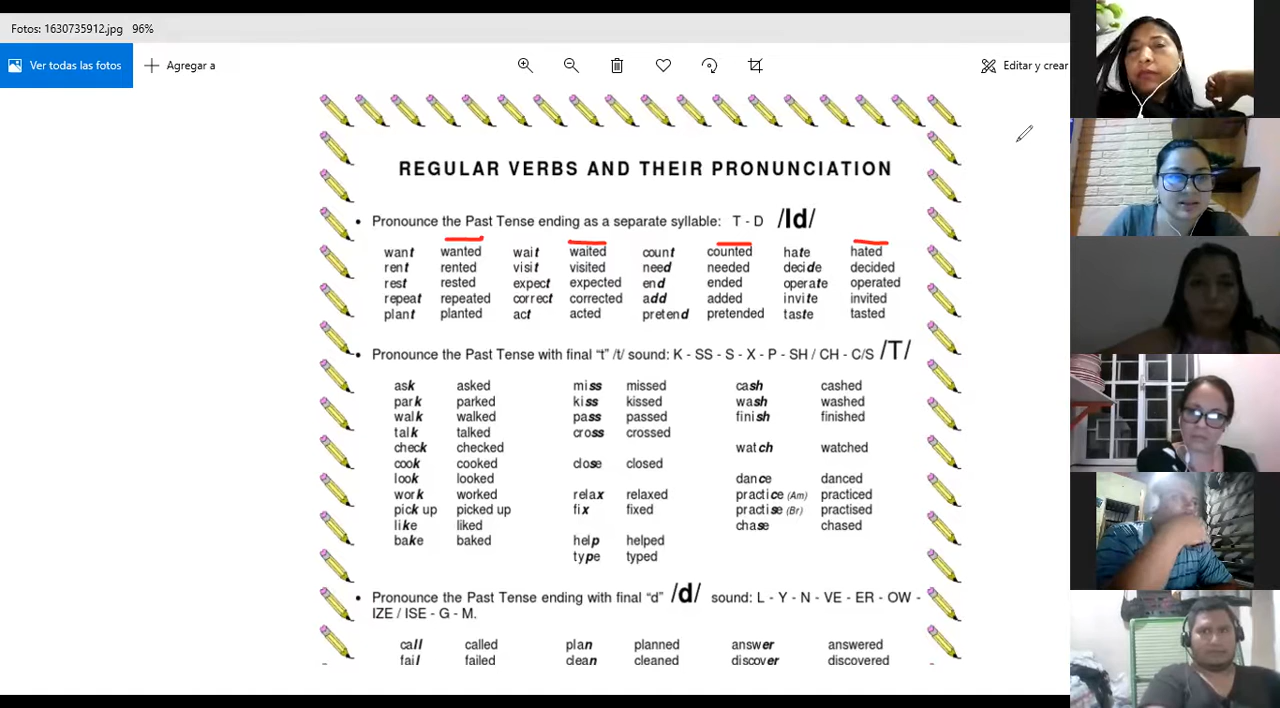 Fotos: 1630735912.jpg 96%
Ver todas las fotos Agregar a Editar y crear
REGULAR VERBS AND THEIR PRONUNCIATION
• Pronounce the Past Tense ending as a separate syllable: T - D /Id/
want wanted wait waited count counted hate hated
rent rented visit visited need needed decide decided
rest rested expect expected end ended operate operated
repeat repeated correct corrected add added invite invited
plant planted act acted pretend pretended taste tasted
• Pronounce the Past Tense with final “t” /t/ sound: K - SS - S - X - P - SH / CH - C/S /T/
ask asked miss missed cash cashed
park parked kiss kissed wash washed
walk walked pass passed finish finished
talk talked cross crossed
check checked watch watched
cook cooked close closed
look looked dance danced
work worked relax relaxed practice (Am) practiced
pick up picked up fix fixed practise (Br) practised
like liked chase chased
bake baked help helped
type typed
• Pronounce the Past Tense ending with final “d” /d/ sound: L - Y - N - VE - ER - OW -
IZE / ISE - G - M.
call called plan planned answer answered
fail failed clean cleaned discover discovered